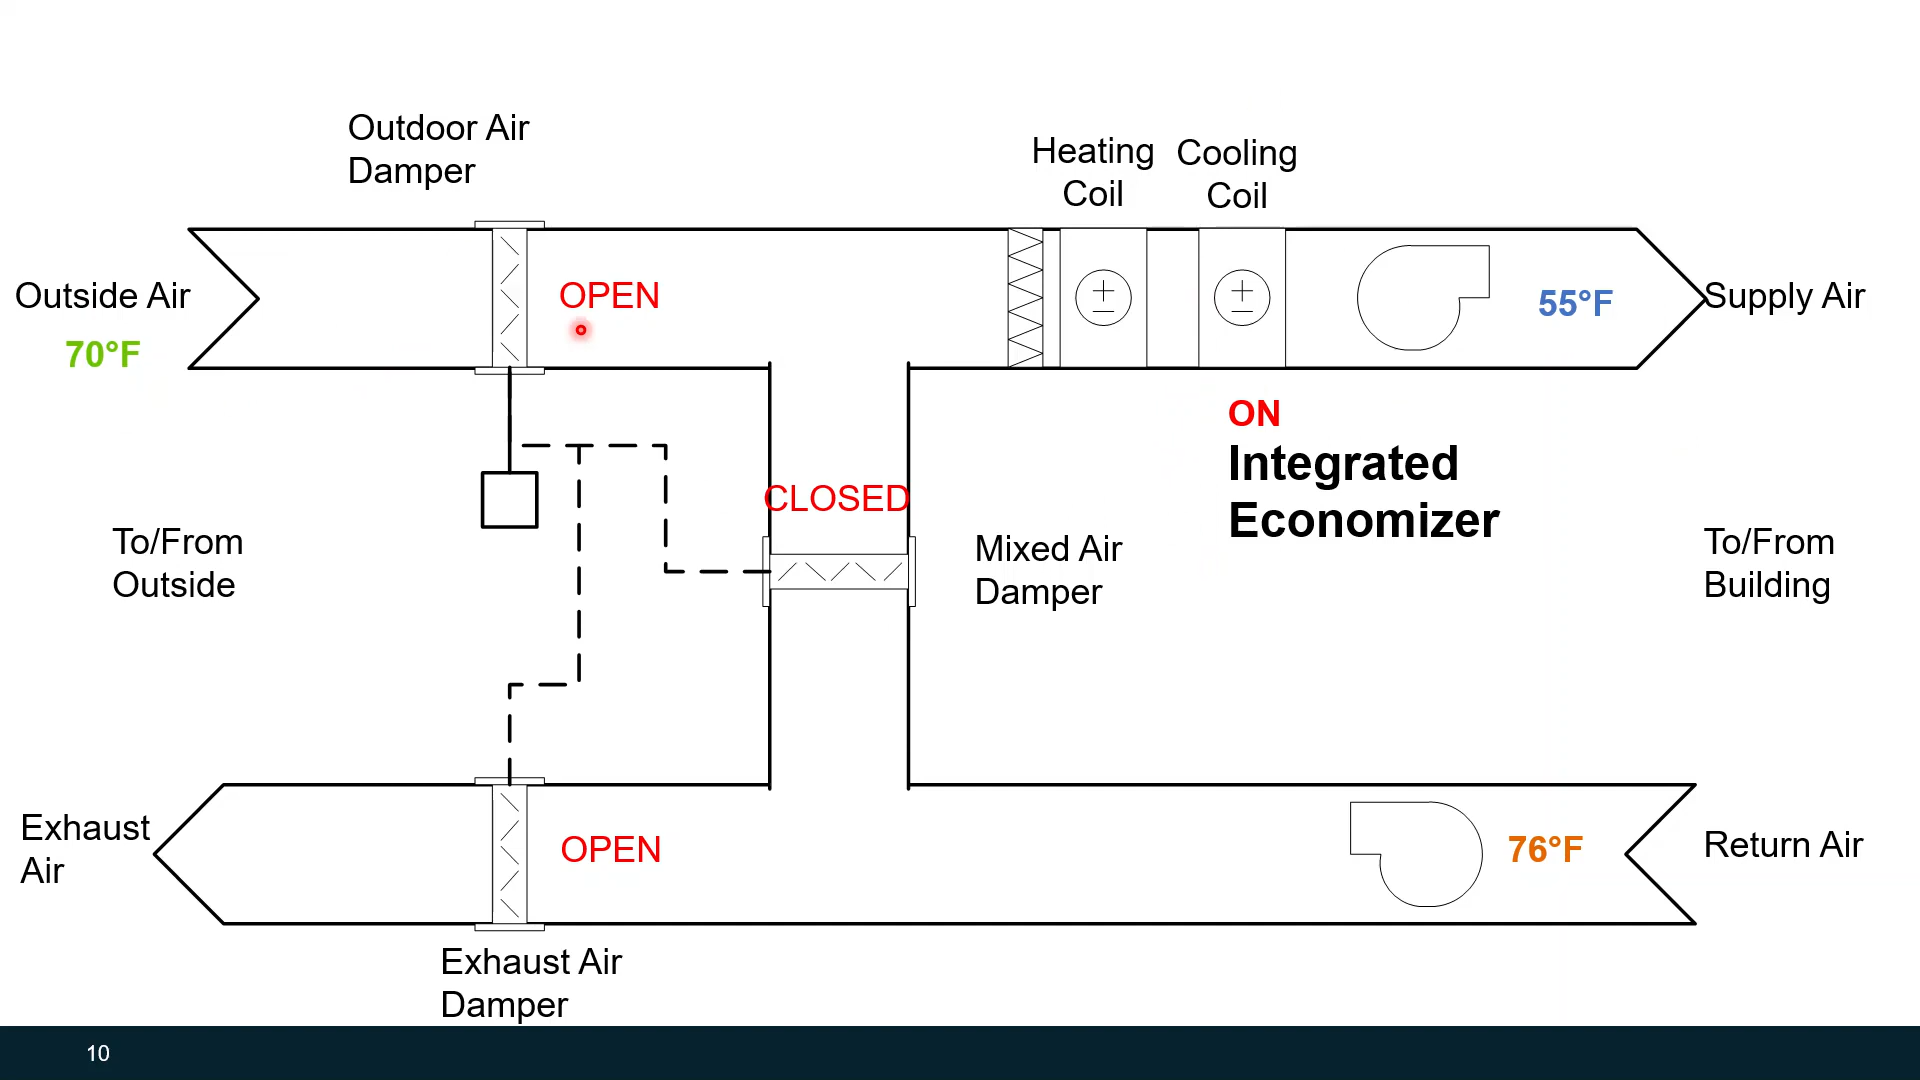 Outdoor Air
Damper
Heating
Coil
Cooling
Coil
Outside Air
70°F
OPEN
55°F
Supply Air
ON
Integrated
Economizer
CLOSED
To/From
Outside
Mixed Air
Damper
To/From
Building
Exhaust
Air
OPEN
76°F
Return Air
Exhaust Air
Damper
10